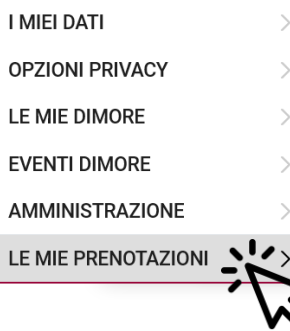 I MIEI DATI
OPZIONI PRIVACY
LE MIE DIMORE
EVENTI DIMORE
AMMINISTRAZIONE
LE MIE PRENOTAZIONI